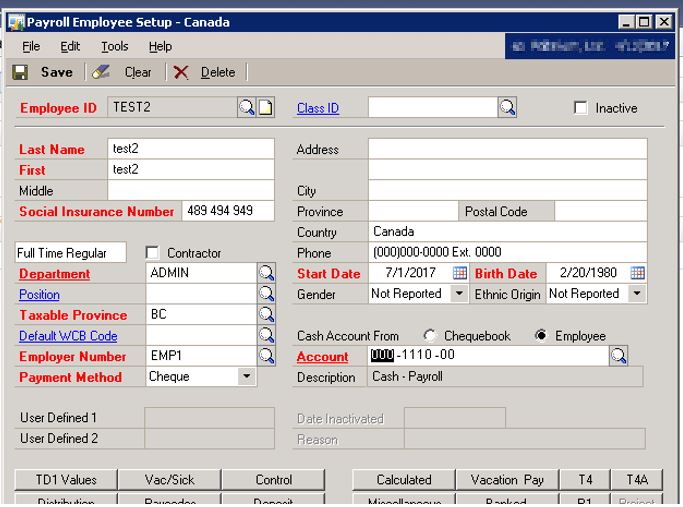 Payroll Employee Setup - Canada
File Edit Tools Help
Save Clear Delete
Employee ID TEST2 Class ID Inactive
Last Name test2 Address
First test2
Middle City
Social Insurance Number 489 494 949 Province Postal Code
Country Canada
Full Time Regular Contractor Phone (000)000-0000 Ext. 0000
Department ADMIN Start Date 7/1/2017 Birth Date 2/20/1980
Position Gender Not Reported Ethnic Origin Not Reported
Taxable Province BC
Default WCB Code Cash Account From Chequebook Employee
Employer Number EMP1 Account 000 -1110 -00
Payment Method Cheque Description Cash - Payroll
User Defined 1 Date Inactivated
User Defined 2 Reason
TD1 Values Vac/Sick Control Calculated Vacation Pay T4 T4A
Distribution Paycodes Deposit Miscellaneous Banked R1 Project